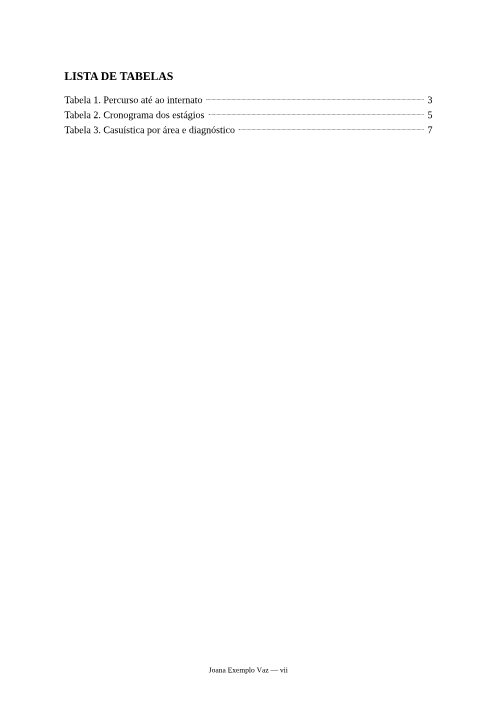 LISTA DE TABELAS
Tabela 1. Percurso até ao internato 3
Tabela 2. Cronograma dos estágios 5
Tabela 3. Casuística por área e diagnóstico 7
Joana Exemplo Vaz — vii